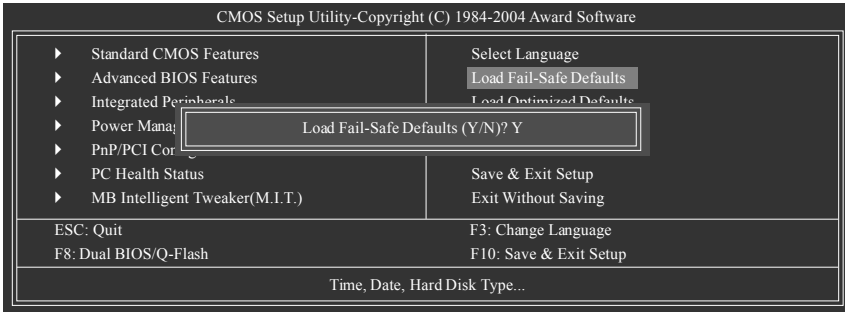 CMOS Setup Utility-Copyright (C) 1984-2004 Award Software
Standard CMOS Features
Advanced BIOS Features
Integrated Peripherals
Power
PnP/PCI
PC Health Status
MB Intelligent Tweaker(M.I.T.)
Select Language
Load Fail-Safe Defaults
Load Optimized Defaults
Save & Exit Setup
Exit Without Saving
Load Fail-Safe Defaults (Y/N)? Y
ESC: Quit
F3: Change Language
F8: Dual BIOS/Q-Flash
F10: Save & Exit Setup
Time, Date, Hard Disk Type...